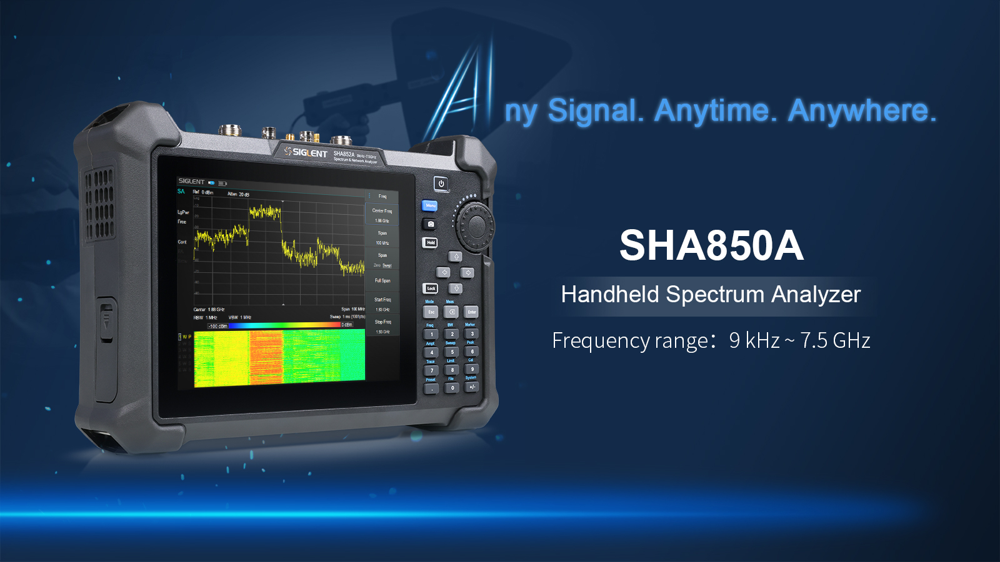 Any Signal. Anytime. Anywhere.
SIGLENT
SHA852A 9kHz-7.5GHz
Spectrum & Network Analyzer
SIGLENT
SA
Ref 0 dBm Atten 20 dB
Log
LgPwr
Free
Cont
Center 1.88 GHz Span 100 MHz
RBW 1 MHz VBW 1 MHz Sweep 1 ms (1001pts)
-100 dBm 0 dBm
1 W P
Freq
Center Freq
1.88 GHz
Span
100 MHz
Span
Zero Swept
Full Span
Start Freq
1.83 GHz
Stop Freq
1.93 GHz
Menu
Hold
Lock
Mode Meas
Esc Enter
Freq BW Marker
1 2 3
Ampt Sweep Peak
4 5 6
Trace Limit Cal
7 8 9
Preset File System
. 0 +/-
SHA850A
Handheld Spectrum Analyzer
Frequency range： 9 kHz ~ 7.5 GHz